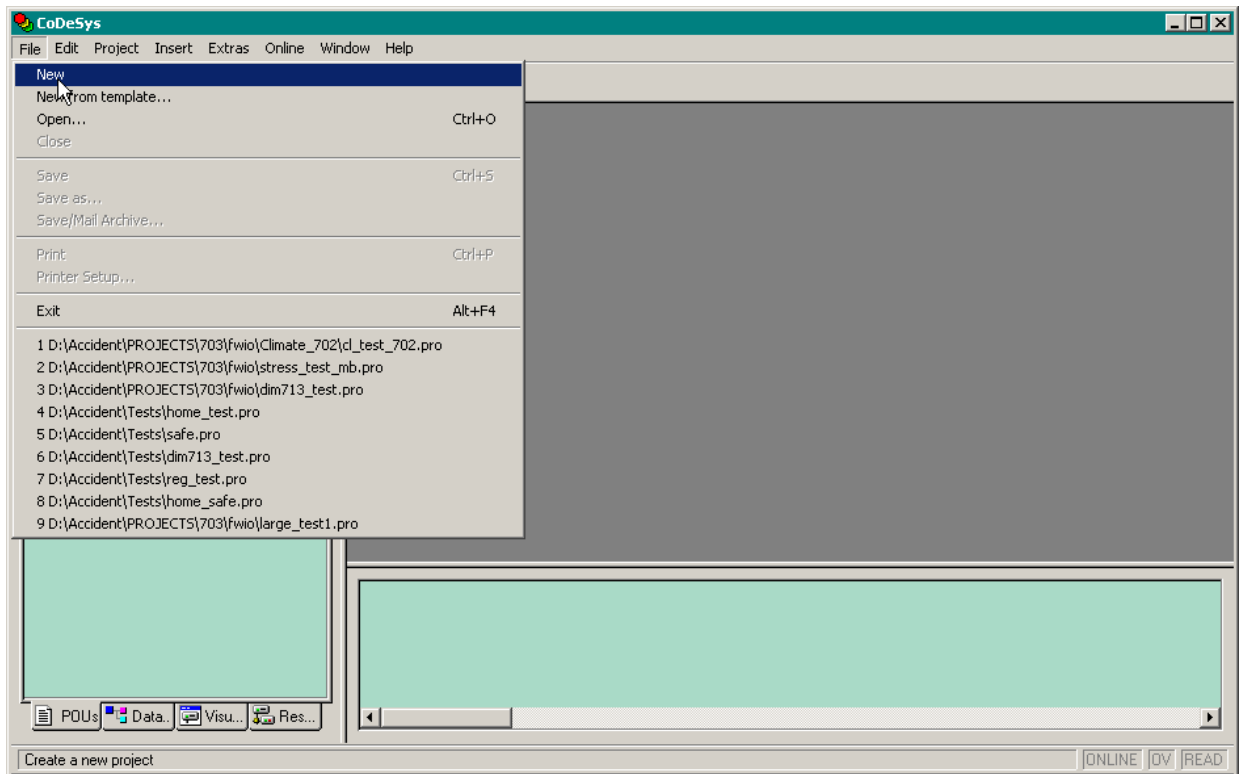 CoDeSys
File Edit Project Insert Extras Online Window Help
New
New from template...
Open... Ctrl+O
Close
Save Ctrl+S
Save as...
Save/Mail Archive...
Print Ctrl+P
Printer Setup...
Exit Alt+F4
1 D:\Accident\PROJECTS\703\fwio\Climate_702\cl_test_702.pro
2 D:\Accident\PROJECTS\703\fwio\stress_test_mb.pro
3 D:\Accident\PROJECTS\703\fwio\dim713_test.pro
4 D:\Accident\Tests\home_test.pro
5 D:\Accident\Tests\safe.pro
6 D:\Accident\Tests\dim713_test.pro
7 D:\Accident\Tests\reg_test.pro
8 D:\Accident\Tests\home_safe.pro
9 D:\Accident\PROJECTS\703\fwio\large_test1.pro
POUs Data.. Visu... Res...
Create a new project ONLINE OV READ